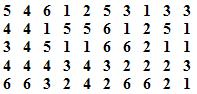 5 4 6 1 2 5 3 1 3 3
4 4 1 5 5 6 1 2 5 1
3 4 5 1 1 6 6 2 1 1
4 4 4 3 4 3 2 2 2 3
6 6 3 2 4 2 6 6 2 1